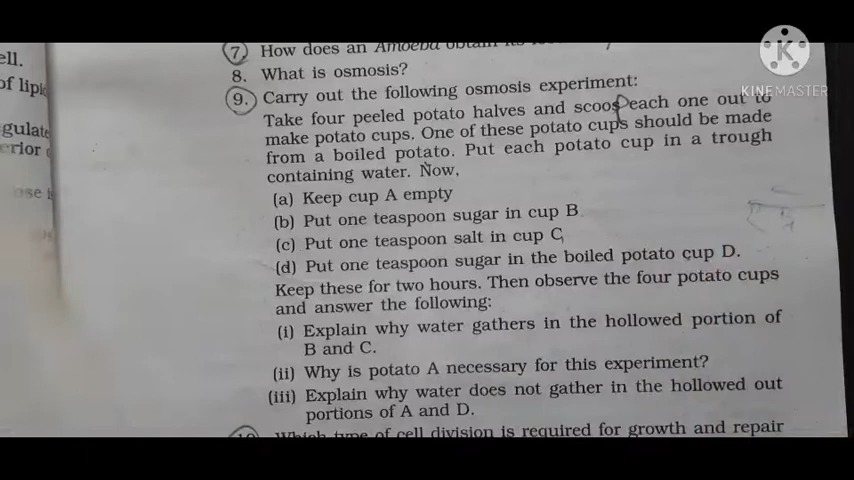 ell.
of lipi
gulate
erior
ose i
7. How does an Amoeba obtain its
8. What is osmosis?
9. Carry out the following osmosis experiment:
Take four peeled potato halves and scoos each one out to
make potato cups. One of these potato cups should be made
from a boiled potato. Put each potato cup in a trough
containing water. Now,
(a) Keep cup A empty
(b) Put one teaspoon sugar in cup B
(c) Put one teaspoon salt in cup C
(d) Put one teaspoon sugar in the boiled potato cup D.
Keep these for two hours. Then observe the four potato cups
and answer the following:
(i) Explain why water gathers in the hollowed portion of
B and C.
(ii) Why is potato A necessary for this experiment?
(iii) Explain why water does not gather in the hollowed out
portions of A and D.
10. Which type of cell division is required for growth and repair
K
KINEMASTER